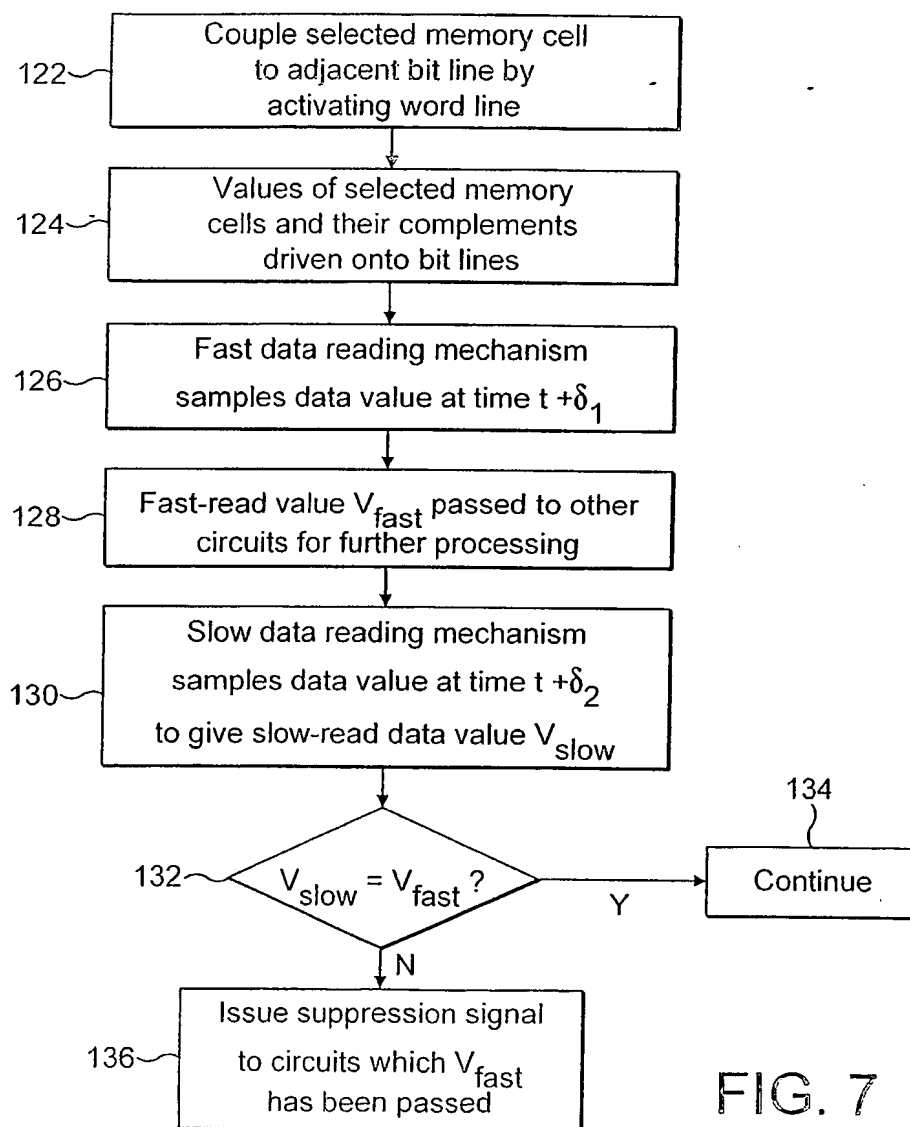 Couple selected memory cell
to adjacent bit line by
activating word line
122
Values of selected memory
cells and their complements
driven onto bit lines
124
Fast data reading mechanism
samples data value at time t +δ1
126
Fast-read value Vfast passed to other
circuits for further processing
128
Slow data reading mechanism
samples data value at time t +δ2
to give slow-read data value Vslow
130
134
132
Vslow = Vfast ?
Y
Continue
N
Issue suppression signal
to circuits which Vfast
has been passed
136
FIG. 7